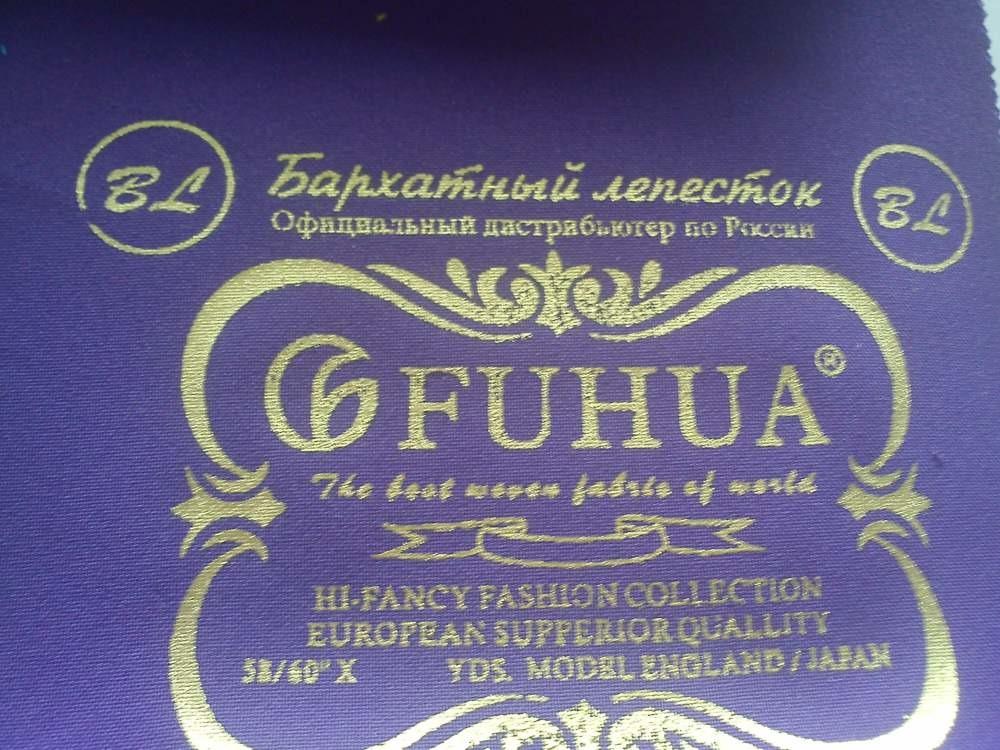 BL Бархатный лепесток BL
Официальный дистрибьютер по России
FUHUA®
The best woven fabric of world
HI-FANCY FASHION COLLECTION
EUROPEAN SUPPERIOR QUALLITY
58/60" X YDS. MODEL ENGLAND / JAPAN